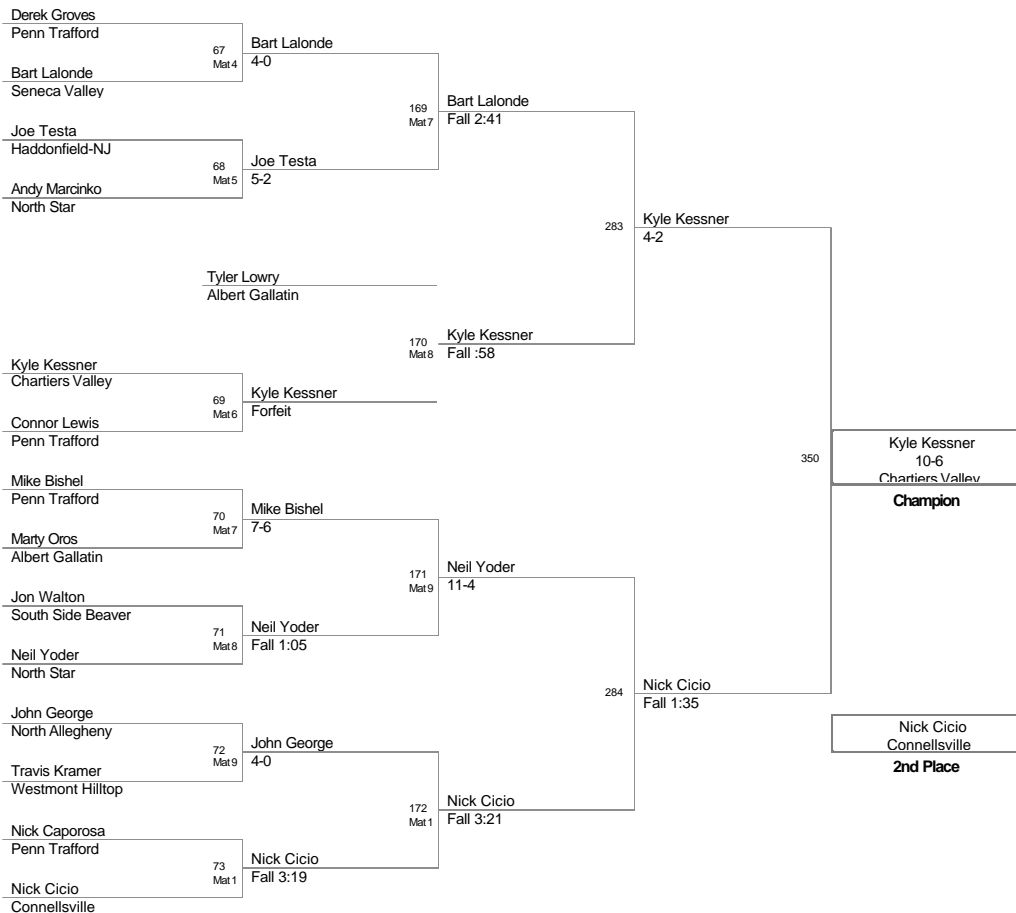 Derek Groves
Penn Trafford
67
Mat 4
Bart Lalonde
4-0
Bart Lalonde
Seneca Valley
169
Mat 7
Bart Lalonde
Fall 2:41
Joe Testa
Haddonfield-NJ
68
Mat 5
Joe Testa
5-2
Andy Marcinko
North Star
283
Kyle Kessner
4-2
Tyler Lowry
Albert Gallatin
170
Mat 8
Kyle Kessner
Fall :58
Kyle Kessner
Chartiers Valley
69
Mat 6
Kyle Kessner
Forfeit
Connor Lewis
Penn Trafford
350
Kyle Kessner
10-6
Chartiers Valley
Champion
Mike Bishel
Penn Trafford
70
Mat 7
Mike Bishel
7-6
Marty Oros
Albert Gallatin
171
Mat 9
Neil Yoder
11-4
Jon Walton
South Side Beaver
71
Mat 8
Neil Yoder
Fall 1:05
Neil Yoder
North Star
284
Nick Cicio
Fall 1:35
John George
North Allegheny
72
Mat 9
John George
4-0
Travis Kramer
Westmont Hilltop
Nick Cicio
Connellsville
2nd Place
172
Mat 1
Nick Cicio
Fall 3:21
Nick Caporosa
Penn Trafford
73
Mat 1
Nick Cicio
Fall 3:19
Nick Cicio
Connellsville